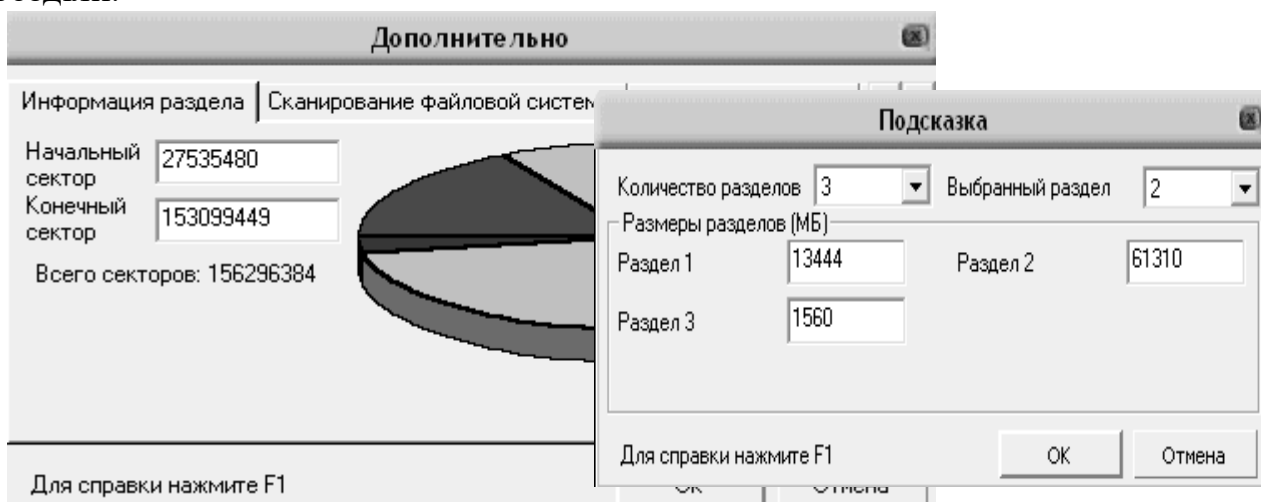 Дополнительно
Информация раздела
Сканирование файловой систем
Начальный сектор
27535480
Конечный сектор
153099449
Всего секторов: 156296384
Для справки нажмите F1
Подсказка
Количество разделов
3
Выбранный раздел
2
Размеры разделов (МБ)
Раздел 1
13444
Раздел 2
61310
Раздел 3
1560
Для справки нажмите F1
ОК
Отмена